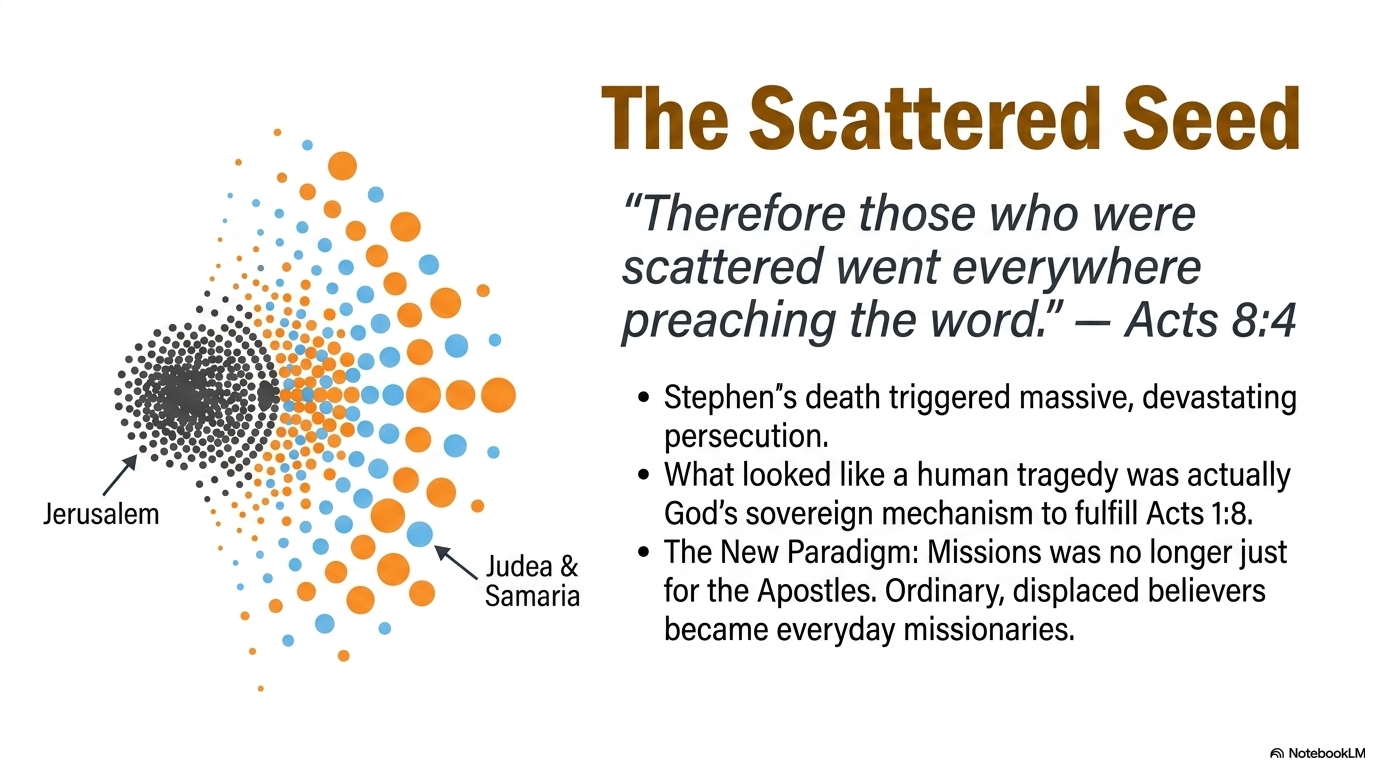 The Scattered Seed
“Therefore those who were
scattered went everywhere
preaching the word.” — Acts 8:4
• Stephen"s death triggered massive, devastating
persecution.
• What looked like a human tragedy was actually
God’s sovereign mechanism to fulfill Acts 1:8.
• The New Paradigm: Missions was no longer just
for the Apostles. Ordinary, displaced believers
became everyday missionaries.
Jerusalem
Judea &
Samaria
NotebookLM